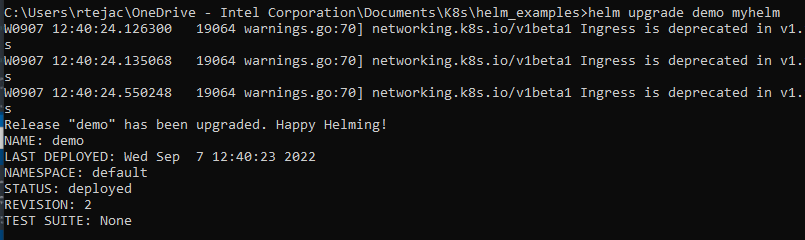 C:\Users\rtejac\OneDrive - Intel Corporation\Documents\K8s\helm_examples>helm upgrade demo myhelm
W0907 12:40:24.126300   19064 warnings.go:70] networking.k8s.io/v1beta1 Ingress is deprecated in v1.
s
W0907 12:40:24.135068   19064 warnings.go:70] networking.k8s.io/v1beta1 Ingress is deprecated in v1.
s
W0907 12:40:24.550248   19064 warnings.go:70] networking.k8s.io/v1beta1 Ingress is deprecated in v1.
s
Release "demo" has been upgraded. Happy Helming!
NAME: demo
LAST DEPLOYED: Wed Sep  7 12:40:23 2022
NAMESPACE: default
STATUS: deployed
REVISION: 2
TEST SUITE: None